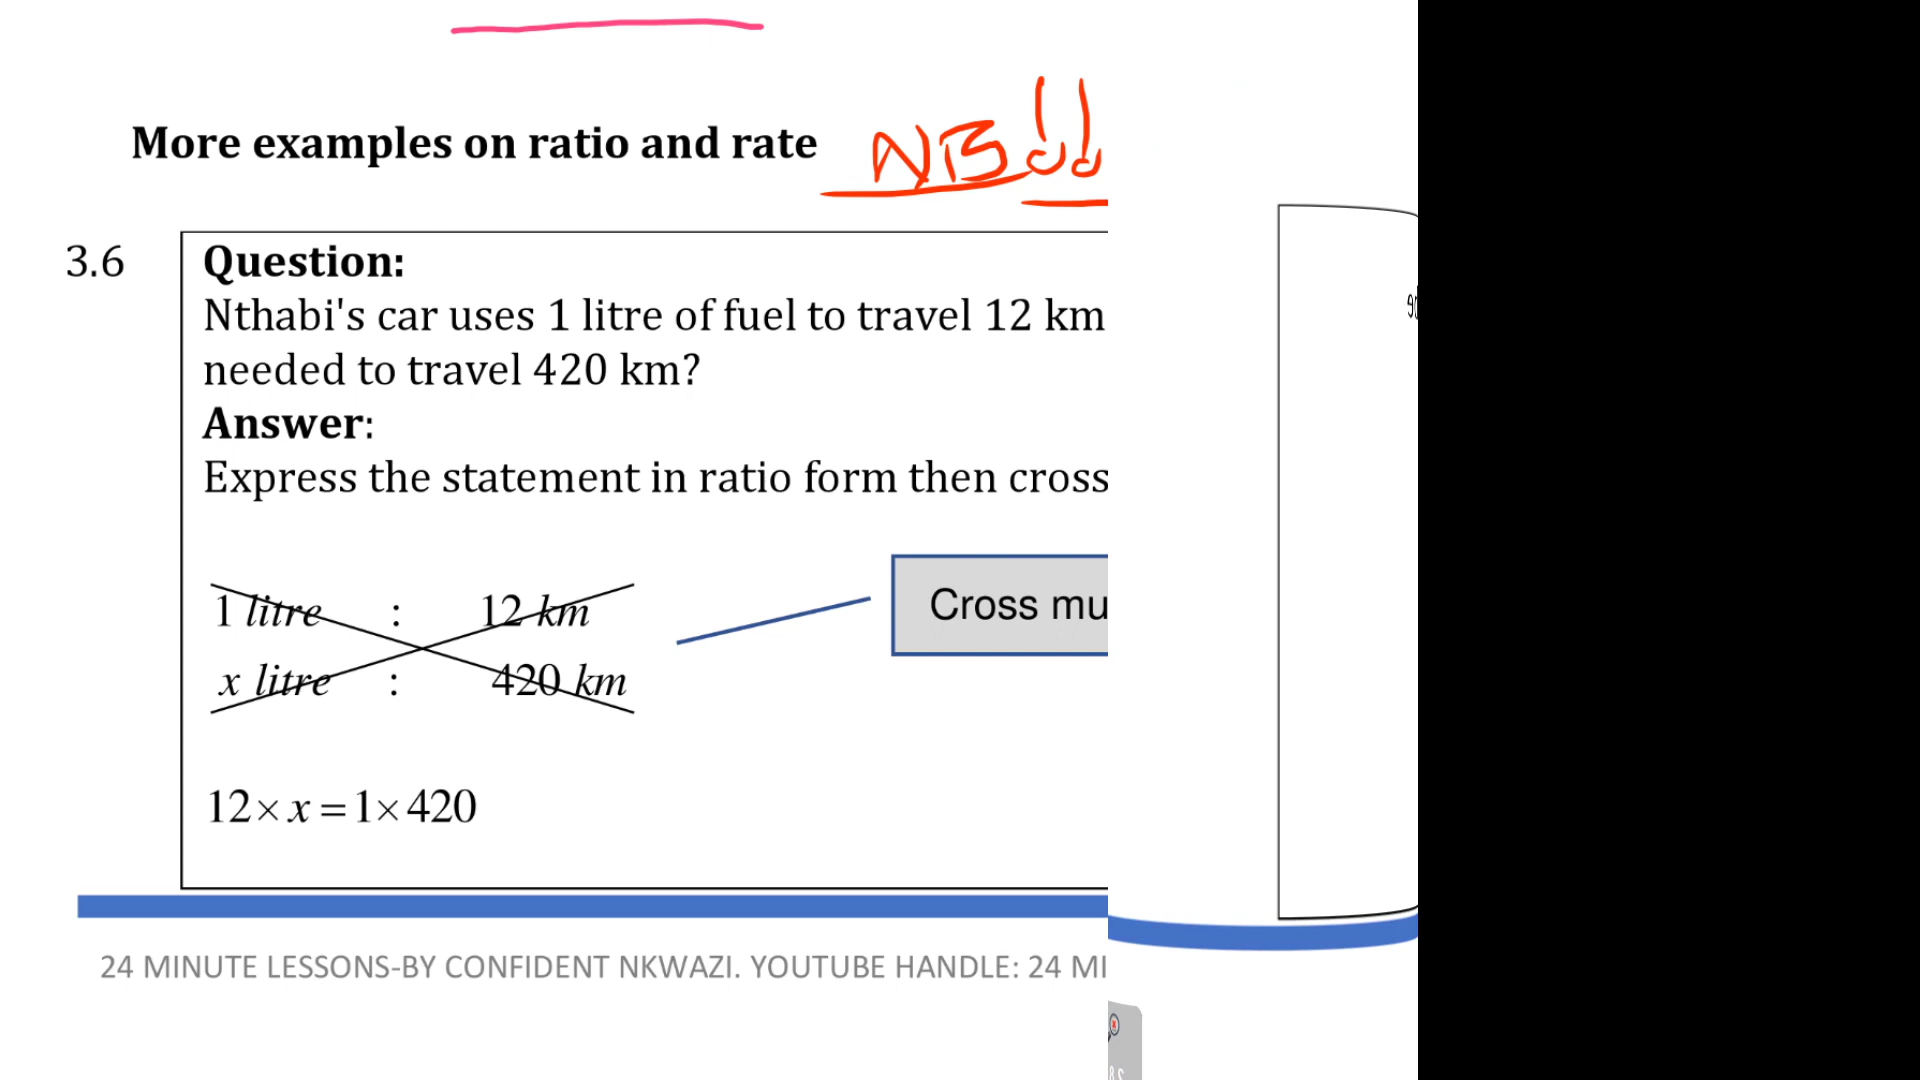 More examples on ratio and rate NB!!
3.6 Question:
Nthabi's car uses 1 litre of fuel to travel 12 km
needed to travel 420 km?
Answer:
Express the statement in ratio form then cross
1 litre : 12 km
Cross mu
x litre : 420 km
12 × x = 1 × 420
24 MINUTE LESSONS-BY CONFIDENT NKWAZI. YOUTUBE HANDLE: 24 MI